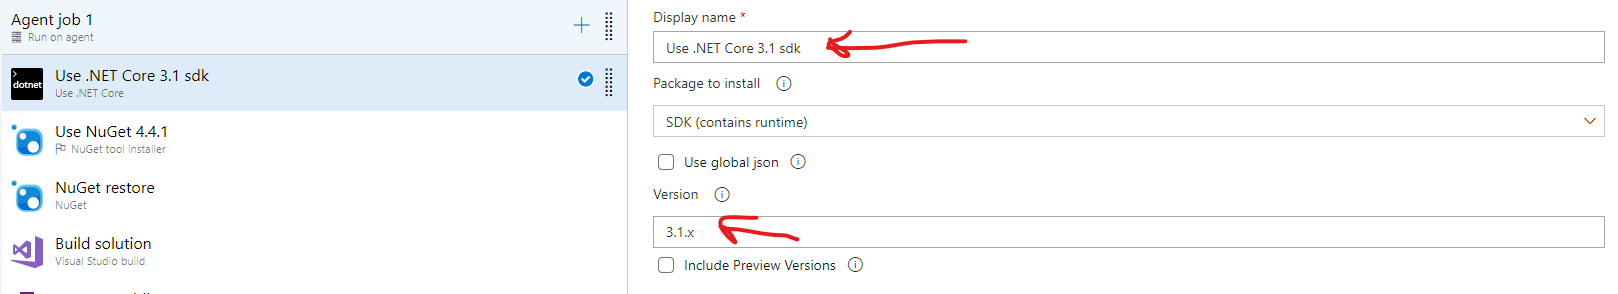 Agent job 1
Run on agent
dotnet
Use .NET Core 3.1 sdk
Use .NET Core
Use NuGet 4.4.1
NuGet tool installer
NuGet restore
NuGet
Build solution
Visual Studio build
Display name *
Use .NET Core 3.1 sdk
Package to install
SDK (contains runtime)
Use global json
Version
3.1.x
Include Preview Versions